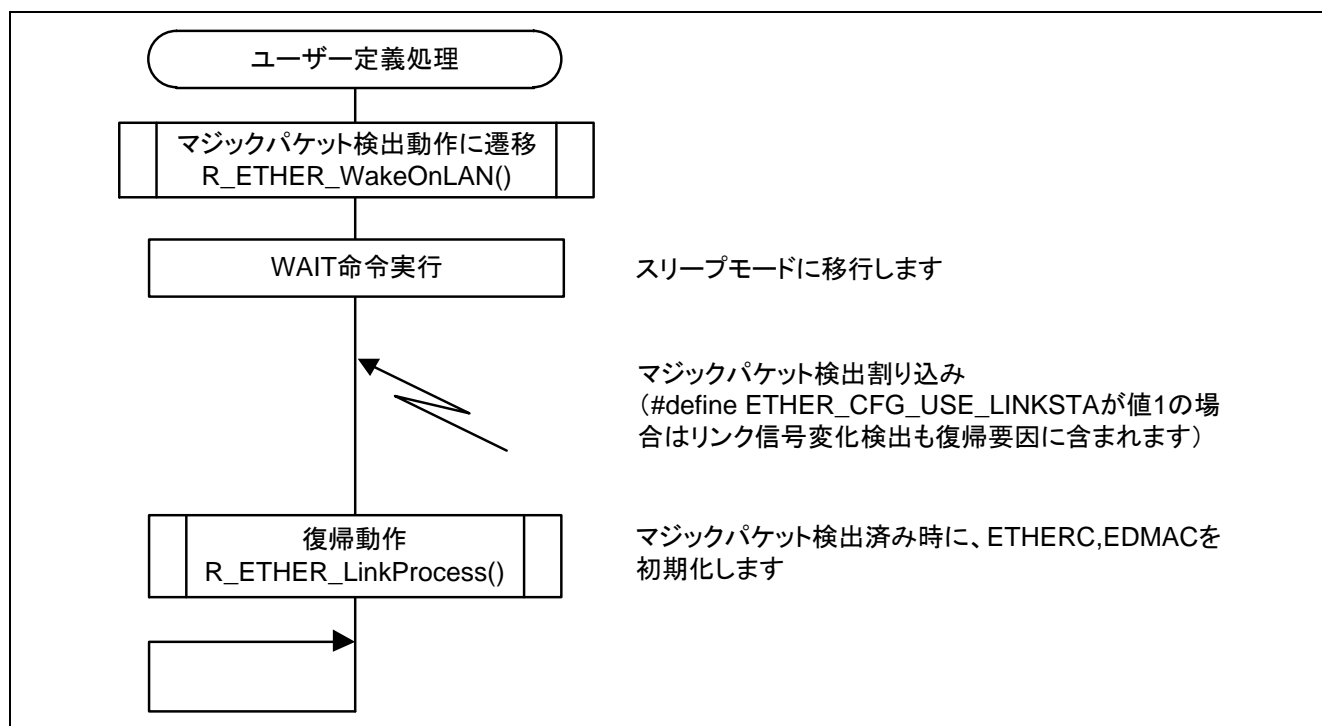 ユーザー定義処理
マジックパケット検出動作に遷移
R_ETHER_WakeOnLAN()
WAIT命令実行
スリープモードに移行します
マジックパケット検出割り込み
（#define ETHER_CFG_USE_LINKSTAが値1の場
合はリンク信号変化検出も復帰要因に含まれます）
復帰動作
R_ETHER_LinkProcess()
マジックパケット検出済み時に、ETHERC,EDMACを
初期化します